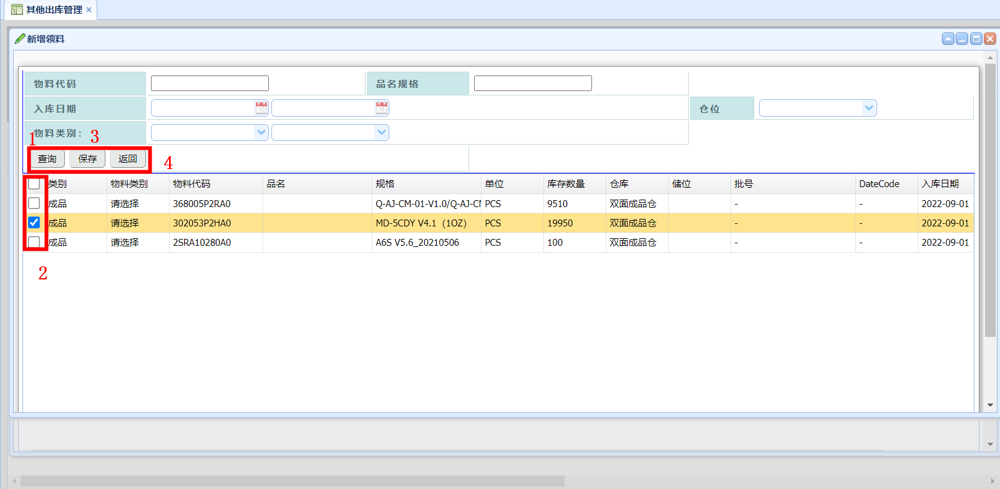 其他出库管理
新增领料
物料代码 品名规格
入库日期 仓位
物料类别：
1 3
查询 保存 返回 4
类别 物料类别 物料代码 品名 规格 单位 库存数量 仓库 储位 批号 DateCode 入库日期
成品 请选择 368005P2RA0 Q-AJ-CM-01-V1.0/Q-AJ-CM PCS 9510 双面成品仓 - - 2022-09-01
成品 请选择 302053P2HA0 MD-5CDY V4.1（1OZ） PCS 19950 双面成品仓 - - 2022-09-01
成品 请选择 2SRA10280A0 A6S V5.6_20210506 PCS 100 双面成品仓 - - 2022-09-01
2